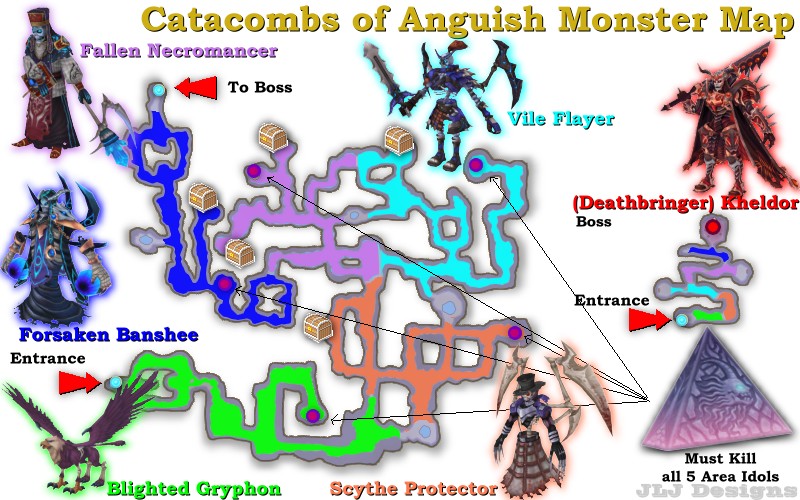 Catacombs of Anguish Monster Map
Fallen Necromancer
To Boss
Vile Flayer
(Deathbringer) Kheldor
Boss
Entrance
Forsaken Banshee
Entrance
Blighted Gryphon
Scythe Protector
Must Kill
all 5 Area Idols
JLJ Designs